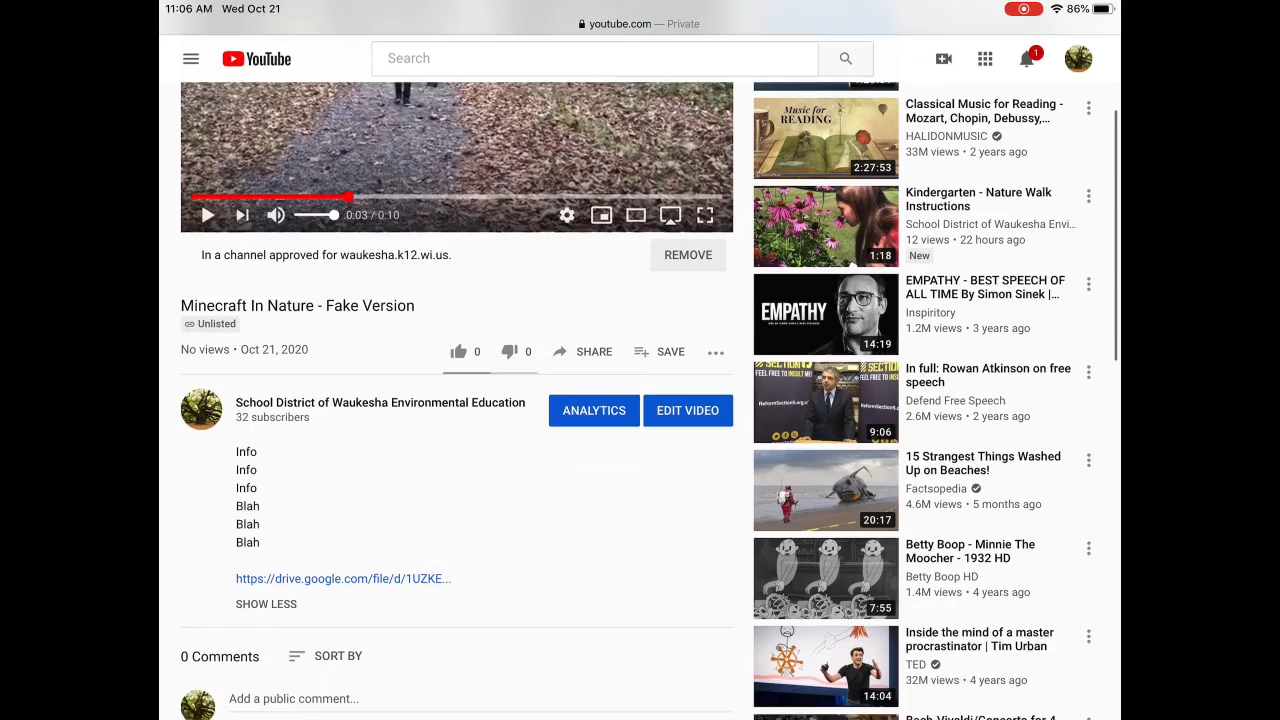 11:06 AM Wed Oct 21
86%
youtube.com — Private
YouTube
Search
1
0:03 / 0:10
In a channel approved for waukesha.k12.wi.us.
REMOVE
Minecraft In Nature - Fake Version
Unlisted
No views • Oct 21, 2020
0
0
SHARE
SAVE
School District of Waukesha Environmental Education
32 subscribers
ANALYTICS
EDIT VIDEO
Info
Info
Info
Blah
Blah
Blah
https://drive.google.com/file/d/1UZKE...
SHOW LESS
0 Comments
SORT BY
Add a public comment...
Music for
READING
2:27:53
Classical Music for Reading -
Mozart, Chopin, Debussy,...
HALIDONMUSIC
33M views • 2 years ago
1:18
Kindergarten - Nature Walk
Instructions
School District of Waukesha Envi...
12 views • 22 hours ago
New
EMPATHY
14:19
EMPATHY - BEST SPEECH OF
ALL TIME By Simon Sinek |...
Inspiritory
1.2M views • 3 years ago
FEEL FREE TO INSULT ME!
9:06
In full: Rowan Atkinson on free
speech
Defend Free Speech
2.6M views • 2 years ago
20:17
15 Strangest Things Washed
Up on Beaches!
Factsopedia
4.6M views • 5 months ago
7:55
Betty Boop - Minnie The
Moocher - 1932 HD
Betty Boop HD
1.4M views • 4 years ago
14:04
Inside the mind of a master
procrastinator | Tim Urban
TED
32M views • 4 years ago